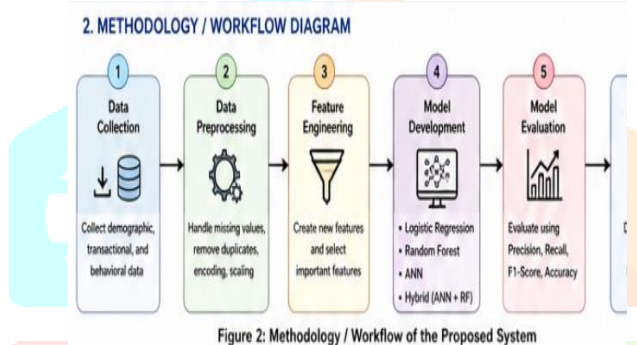 2. METHODOLOGY / WORKFLOW DIAGRAM
1
Data
Collection
Collect demographic,
transactional, and
behavioral data
2
Data
Preprocessing
Handle missing values,
remove duplicates,
encoding, scaling
3
Feature
Engineering
Create new features
and select
important features
4
Model
Development
• Logistic Regression
• Random Forest
• ANN
• Hybrid (ANN + RF)
5
Model
Evaluation
Evaluate using
Precision, Recall,
F1-Score, Accuracy
Figure 2: Methodology / Workflow of the Proposed System